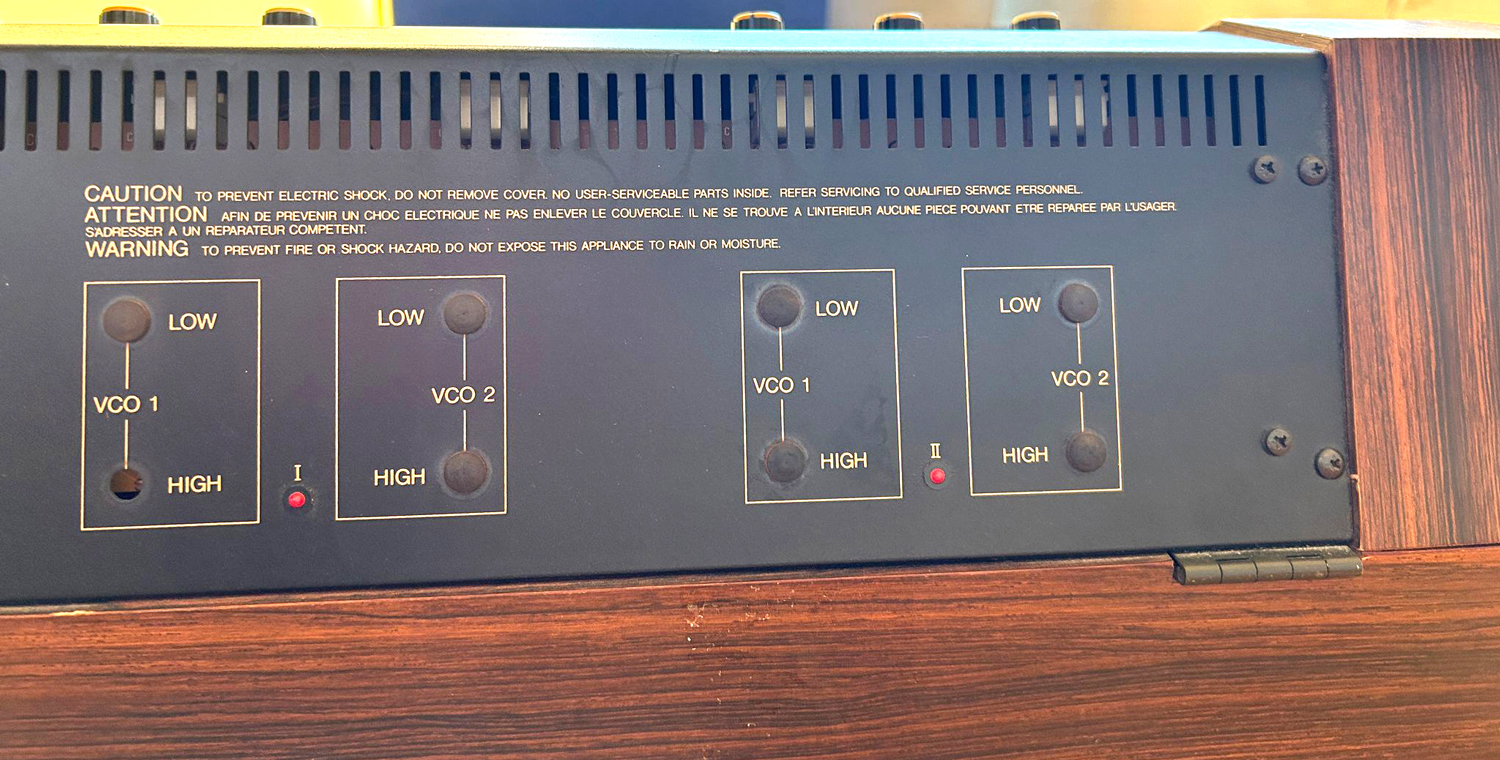 CAUTION TO PREVENT ELECTRIC SHOCK, DO NOT REMOVE COVER. NO USER-SERVICEABLE PARTS INSIDE. REFER SERVICING TO QUALIFIED SERVICE PERSONNEL.
ATTENTION AFIN DE PREVENIR UN CHOC ELECTRIQUE NE PAS ENLEVER LE COUVERCLE. IL NE SE TROUVE A L'INTERIEUR AUCUNE PIECE POUVANT ETRE REPAREE PAR L'USAGER.
S'ADRESSER A UN REPARATEUR COMPETENT.
WARNING TO PREVENT FIRE OR SHOCK HAZARD, DO NOT EXPOSE THIS APPLIANCE TO RAIN OR MOISTURE.
LOW
VCO 1
HIGH
I
LOW
VCO 2
HIGH
LOW
VCO 1
HIGH
II
LOW
VCO 2
HIGH